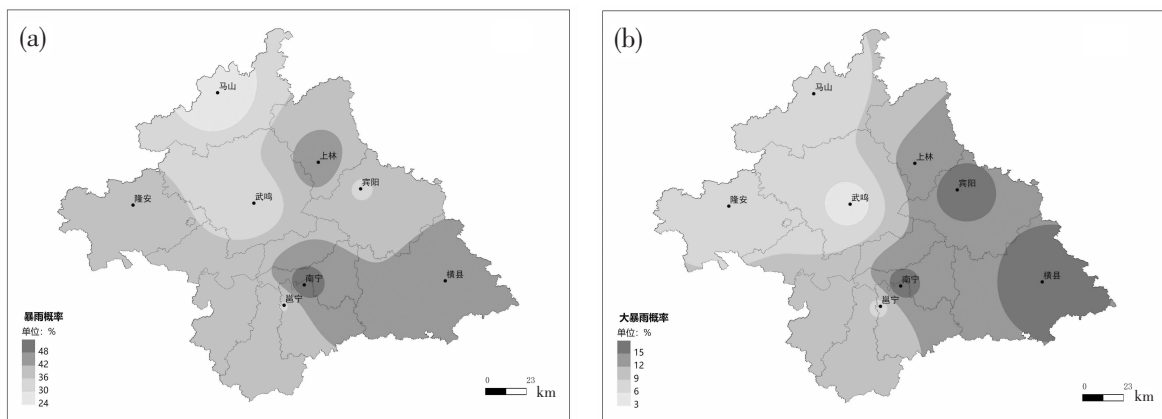 (a)
马山
上林
宾阳
隆安
武鸣
南宁
横县
邕宁
暴雨概率
单位：%
48
42
36
30
24
0 23
km
(b)
马山
上林
宾阳
隆安
武鸣
南宁
横县
邕宁
大暴雨概率
单位：%
15
12
9
6
3
0 23
km